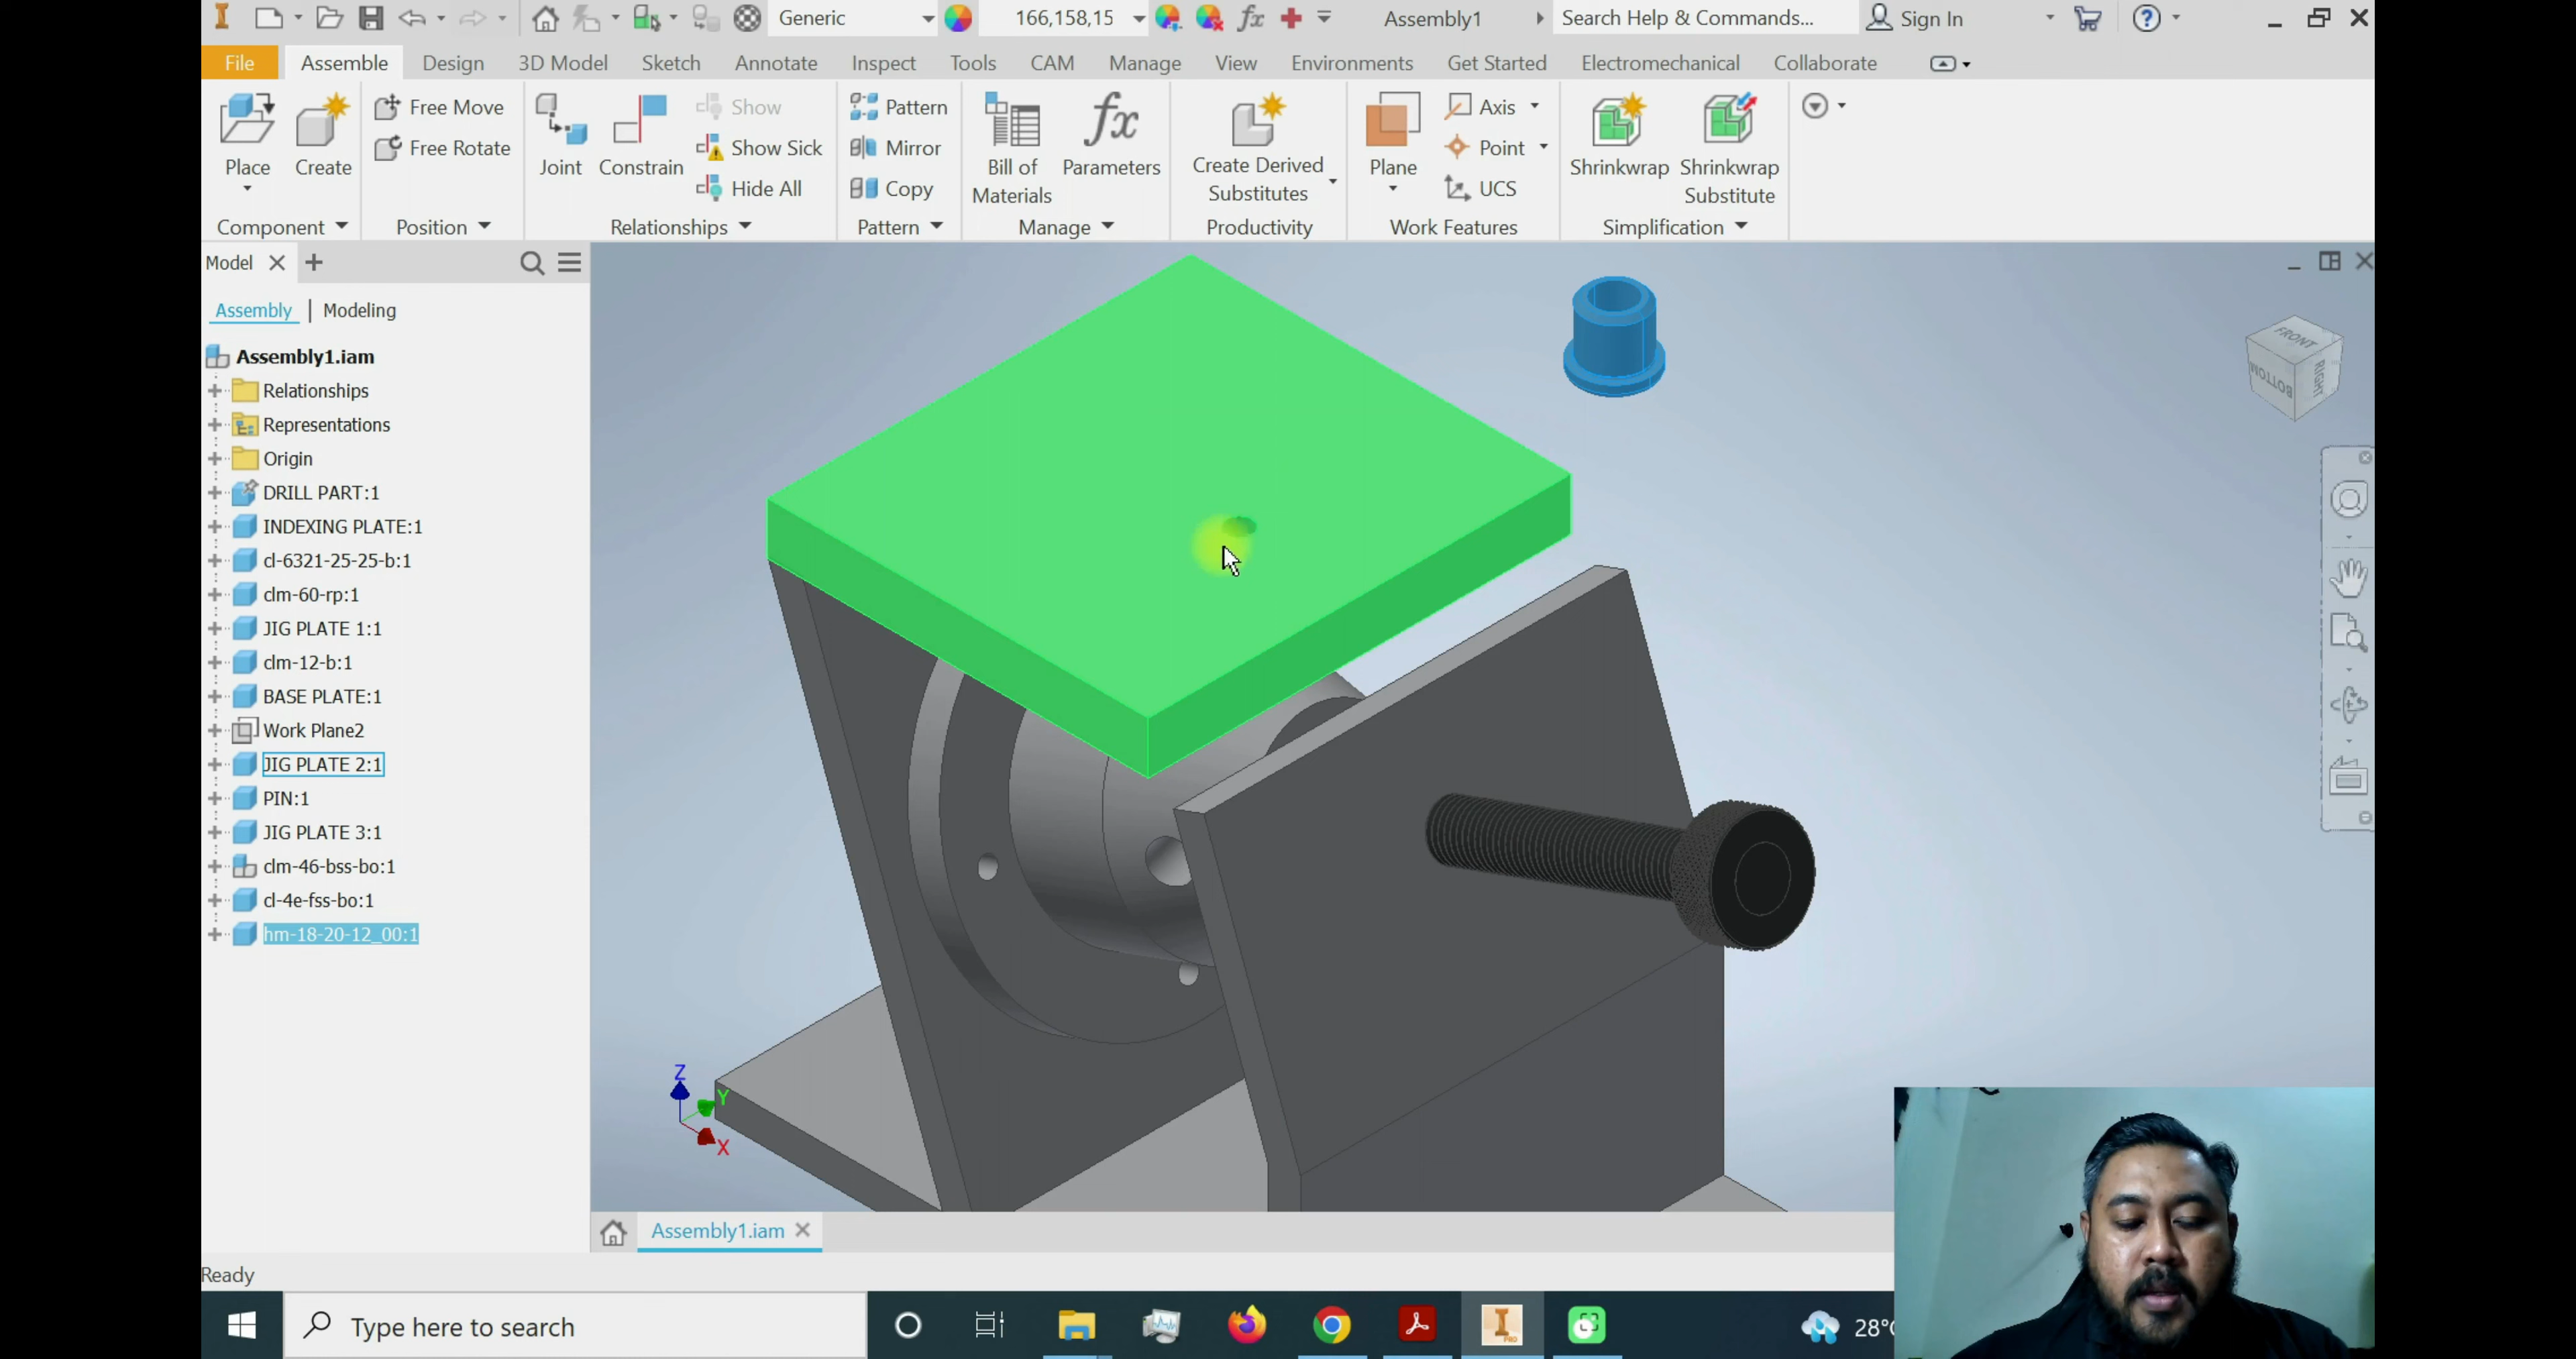 Generic
166,158,15
Assembly1
Search Help & Commands...
Sign In
File
Assemble
Design
3D Model
Sketch
Annotate
Inspect
Tools
CAM
Manage
View
Environments
Get Started
Electromechanical
Collaborate
Place
Create
Free Move
Free Rotate
Joint
Constrain
Show
Show Sick
Hide All
Pattern
Mirror
Copy
Bill of
Materials
Parameters
Create Derived
Substitutes
Plane
Axis
Point
UCS
Shrinkwrap
Shrinkwrap
Substitute
Component
Position
Relationships
Pattern
Manage
Productivity
Work Features
Simplification
Model
Assembly | Modeling
Assembly1.iam
Relationships
Representations
Origin
DRILL PART:1
INDEXING PLATE:1
cl-6321-25-25-b:1
clm-60-rp:1
JIG PLATE 1:1
clm-12-b:1
BASE PLATE:1
Work Plane2
JIG PLATE 2:1
PIN:1
JIG PLATE 3:1
clm-46-bss-bo:1
cl-4e-fss-bo:1
hm-18-20-12_00:1
FRONT
BOTTOM
RIGHT
Z
Y
X
Assembly1.iam
Ready
Type here to search
PRO
28°